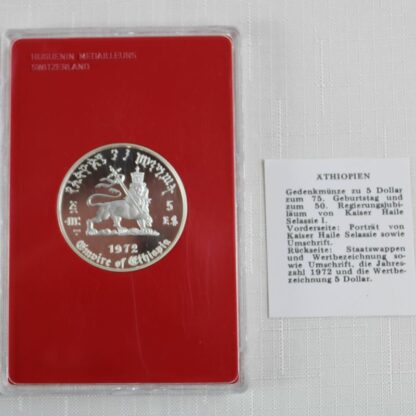 HUGUENIN MEDAILLEURS
SWITZERLAND
5
E.$
1972
Empire of Ethiopia
ÄTHIOPIEN
Gedenkmünze zu 5 Dollar
zum 75. Geburtstag und
zum 50. Regierungsjubi-
läum von Kaiser Haile
Selassie I.
Vorderseite: Porträt von
Kaiser Haile Selassie sowie
Umschrift.
Rückseite: Staatswappen
und Wertbezeichnung so-
wie Umschrift, die Jahres-
zahl 1972 und die Wertbe-
zeichnung 5 Dollar.